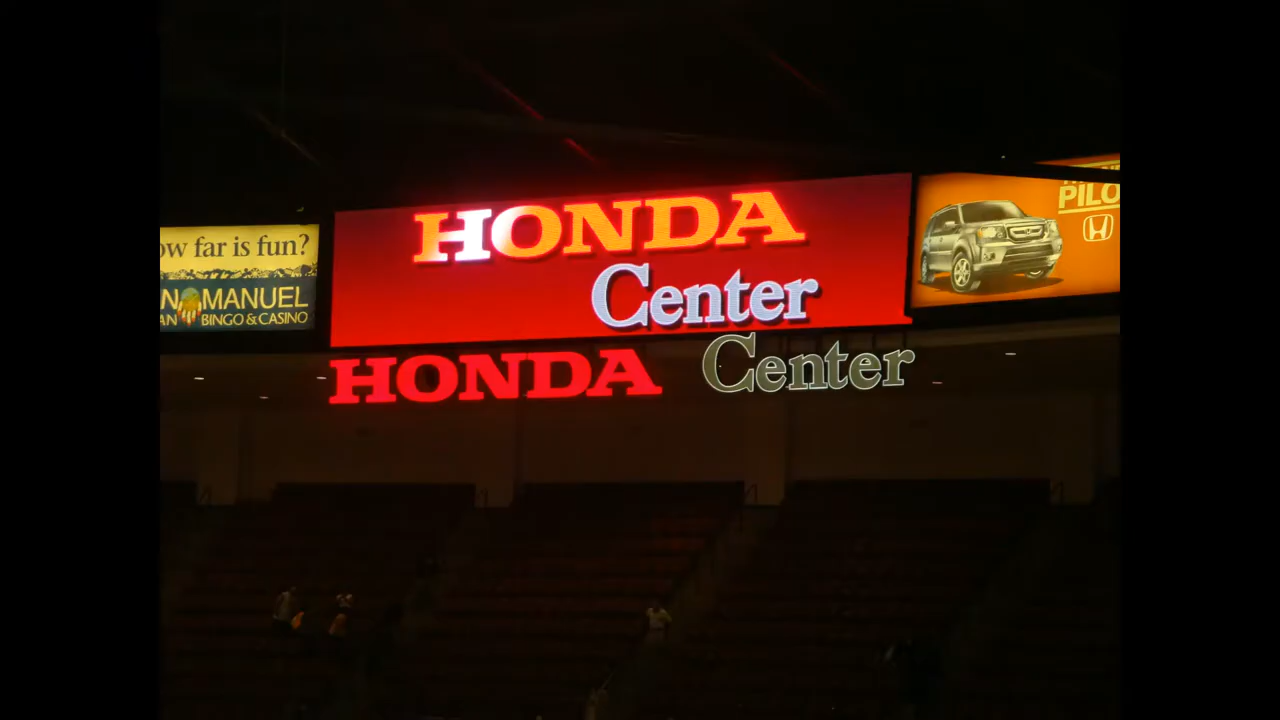 HONDA
Center
HONDA Center
ow far is fun?
MANUEL
BINGO & CASINO
PILO